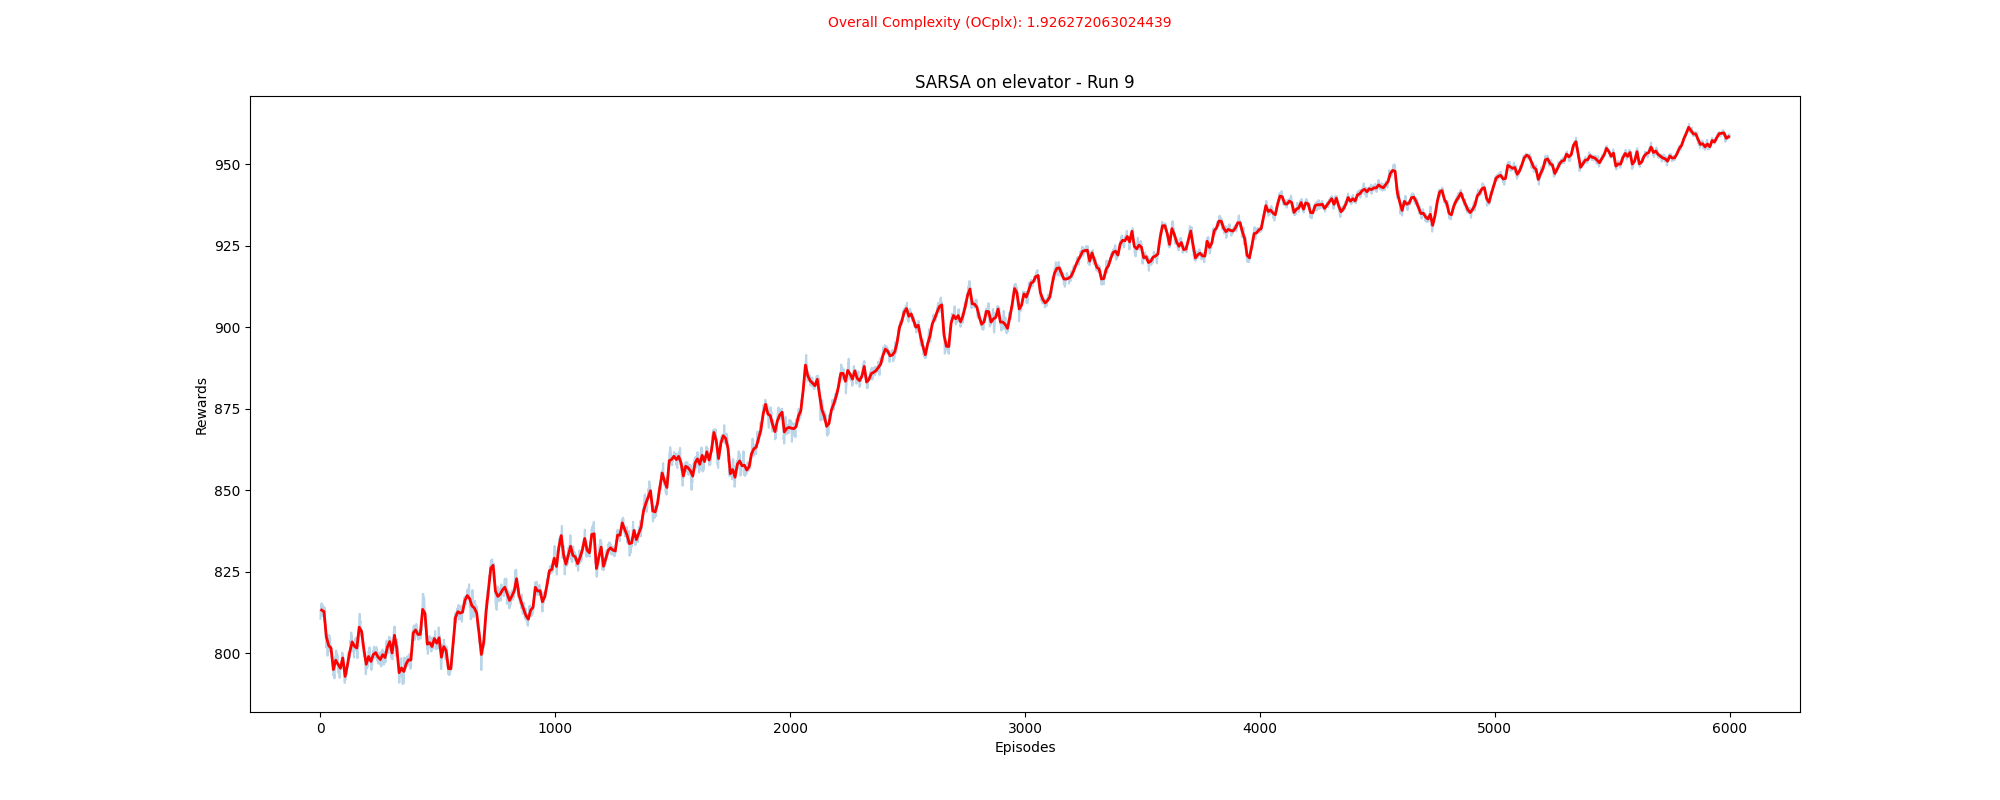 Overall Complexity (OCplx): 1.926272063024439
SARSA on elevator - Run 9
Rewards
950
925
900
875
850
825
800
0 1000 2000 3000 4000 5000 6000
Episodes